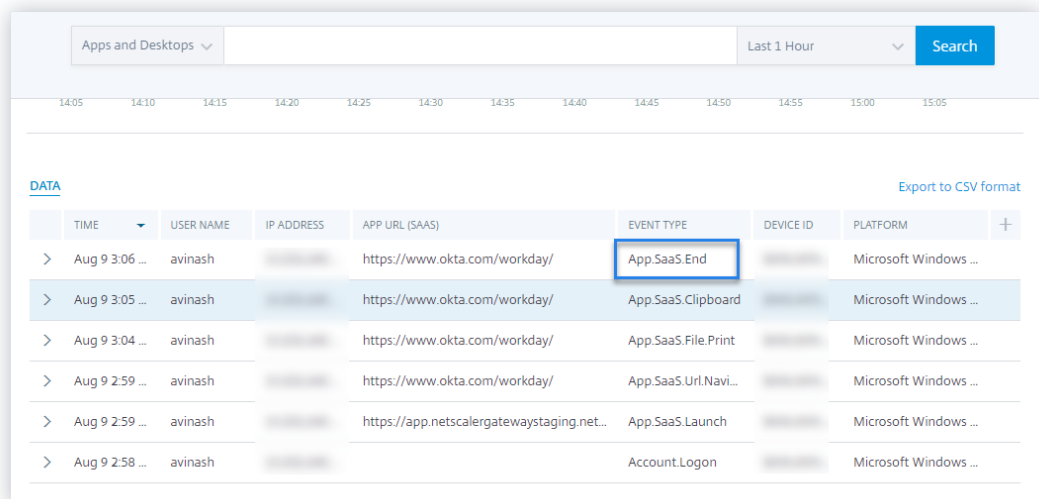 Apps and Desktops Last 1 Hour Search
14:05 14:10 14:15 14:20 14:25 14:30 14:35 14:40 14:45 14:50 14:55 15:00 15:05
DATA Export to CSV format
TIME USER NAME IP ADDRESS APP URL (SAAS) EVENT TYPE DEVICE ID PLATFORM +
Aug 9 3:06 ... avinash https://www.okta.com/workday/ App.SaaS.End Microsoft Windows ...
Aug 9 3:05 ... avinash https://www.okta.com/workday/ App.SaaS.Clipboard Microsoft Windows ...
Aug 9 3:04 ... avinash https://www.okta.com/workday/ App.SaaS.File.Print Microsoft Windows ...
Aug 9 2:59 ... avinash https://www.okta.com/workday/ App.SaaS.Url.Navi... Microsoft Windows ...
Aug 9 2:59 ... avinash https://app.netscalergatewaystaging.net... App.SaaS.Launch Microsoft Windows ...
Aug 9 2:58 ... avinash Account.Logon Microsoft Windows ...